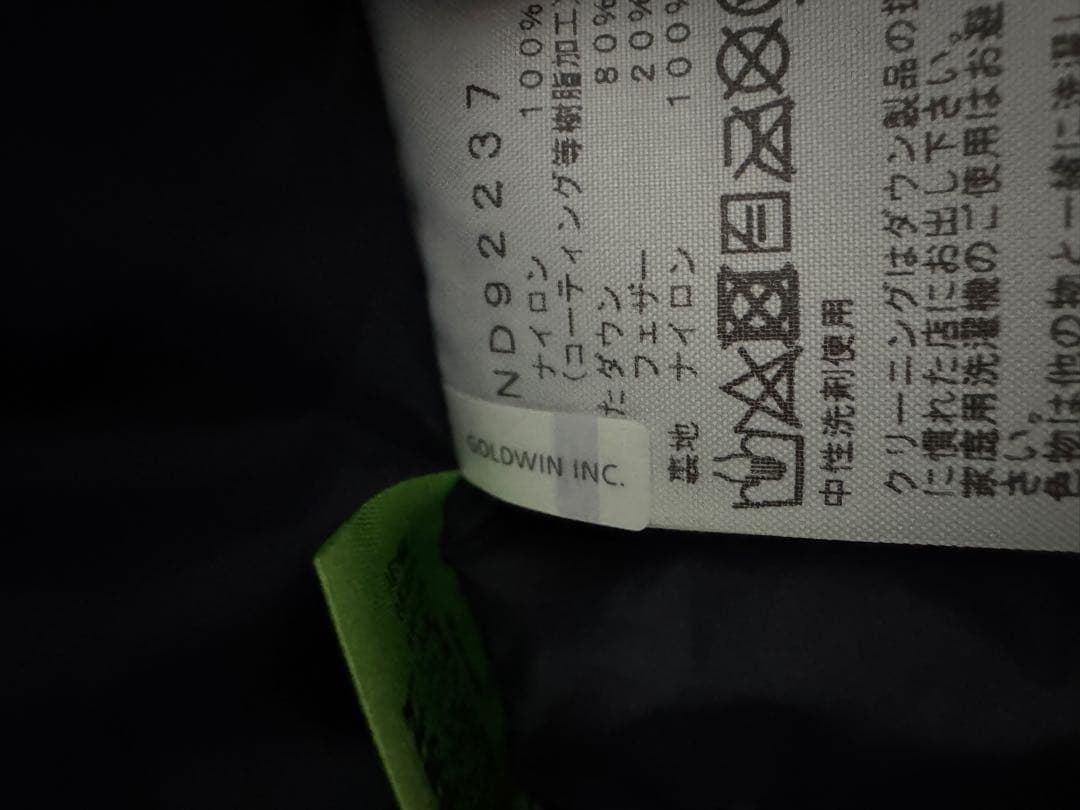 ND92237
ナイロン 100%
(コーティング等樹脂加工)
ダウン 80%
フェザー 20%
ナイロン 100%
GOLDWIN INC.
中性洗剤使用
クリーニングはダウン製品の
に慣れた店にお出し下さい。
家庭用洗濯機のご使用はお避
さい。
色物は他の物と一緒に洗濯し